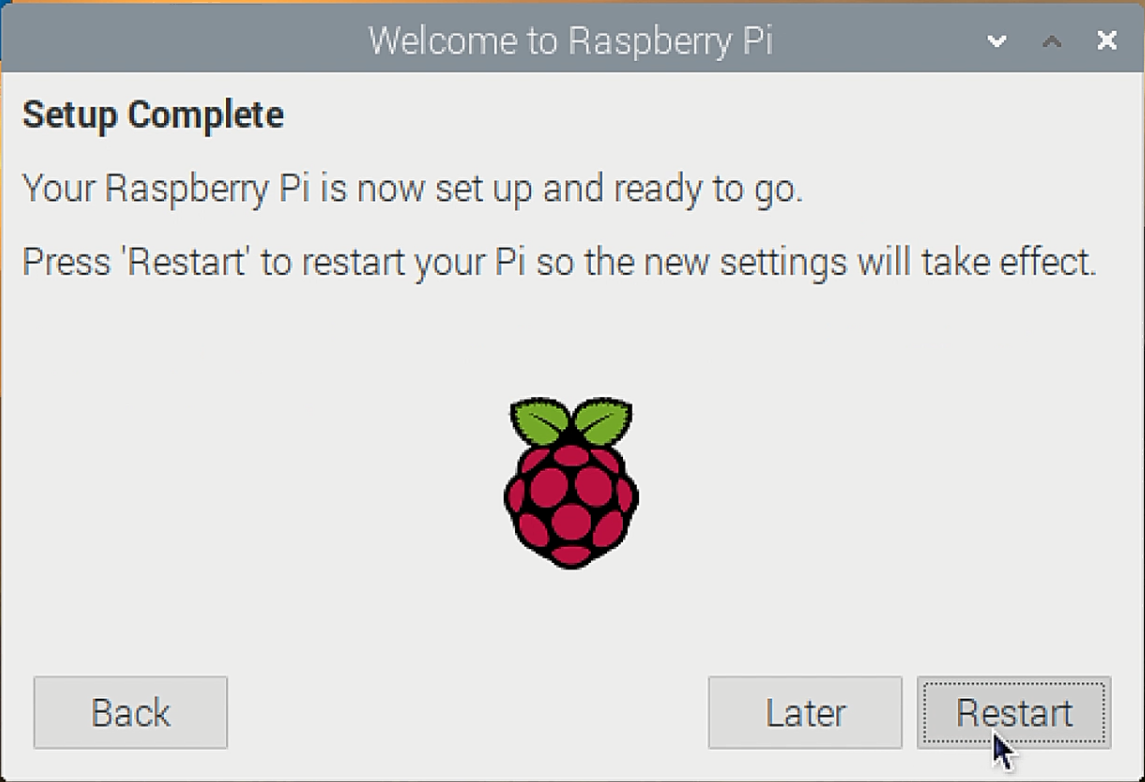 Welcome to Raspberry Pi
Setup Complete
Your Raspberry Pi is now set up and ready to go.
Press 'Restart' to restart your Pi so the new settings will take effect.
Back
Later
Restart